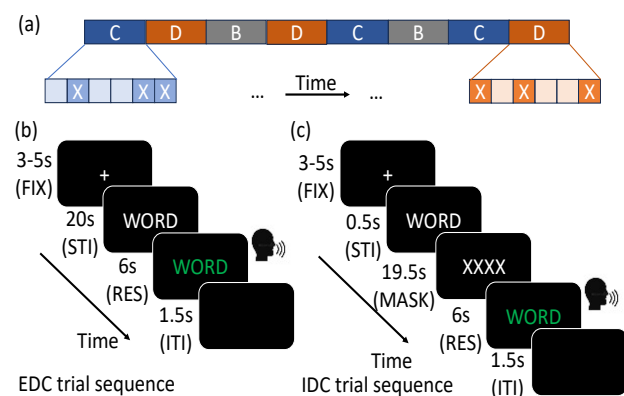 (a)
C D B D C B C D
X X X ... Time ... X X X
(b)
3-5s
(FIX)
+
20s
(STI)
WORD
6s
(RES)
WORD
1.5s
(ITI)
Time
EDC trial sequence
(c)
3-5s
(FIX)
+
0.5s
(STI)
WORD
19.5s
(MASK)
XXXX
6s
(RES)
WORD
1.5s
(ITI)
Time
IDC trial sequence